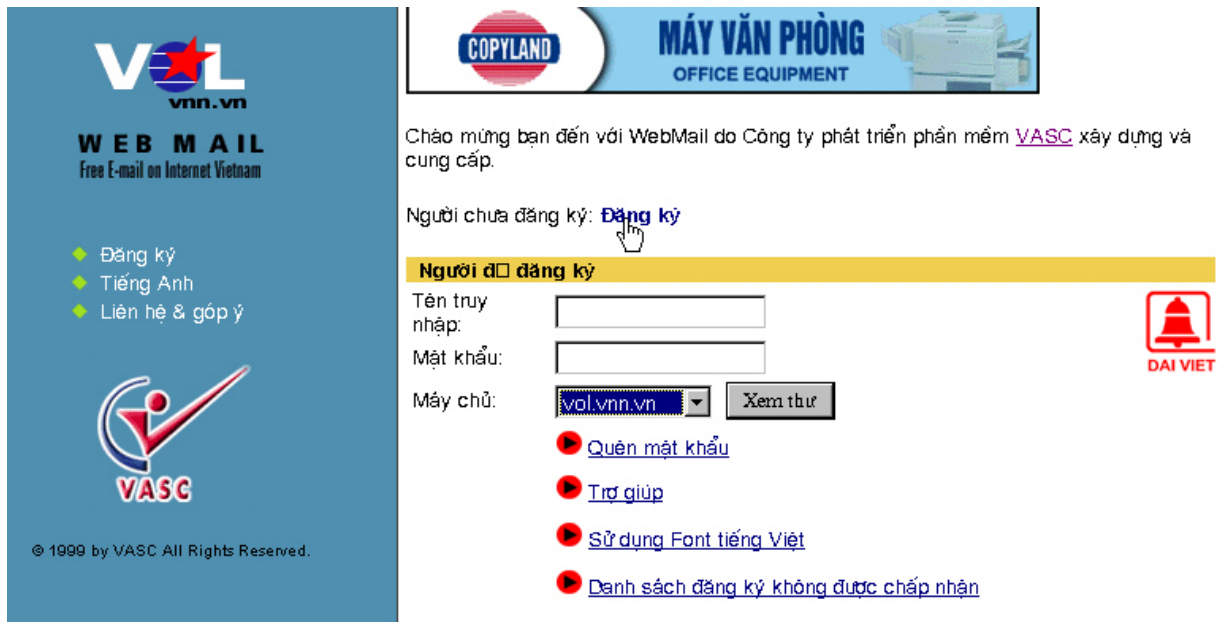 VOL
vnn.vn
WEB MAIL
Free E-mail on Internet Vietnam
Đăng ký
Tiếng Anh
Liên hệ & góp ý
VASC
© 1999 by VASC All Rights Reserved.
COPYLAND
MÁY VĂN PHÒNG
OFFICE EQUIPMENT
Chào mừng bạn đến với WebMail do Công ty phát triển phần mềm VASC xây dựng và
cung cấp.
Người chưa đăng ký: Đăng ký
Người đ□ đăng ký
Tên truy
nhập:
Mật khẩu:
Máy chủ:
vol.vnn.vn
Xem thư
Quên mật khẩu
Trợ giúp
Sử dụng Font tiếng Việt
Danh sách đăng ký không được chấp nhận
DAI VIET